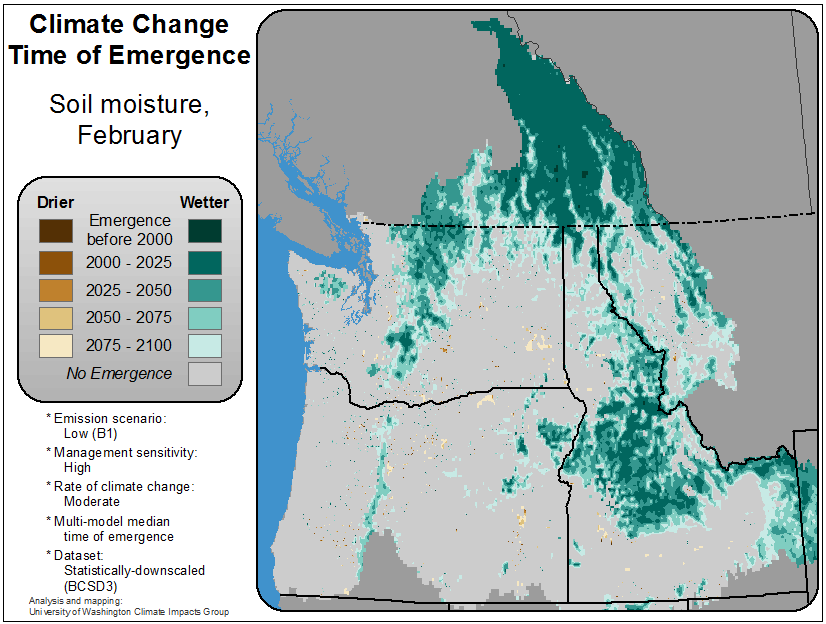 Climate Change
Time of Emergence
Soil moisture,
February
Drier Wetter
Emergence
before 2000
2000 - 2025
2025 - 2050
2050 - 2075
2075 - 2100
No Emergence
* Emission scenario:
Low (B1)
* Management sensitivity:
High
* Rate of climate change:
Moderate
* Multi-model median
time of emergence
* Dataset:
Statistically-downscaled
(BCSD3)
Analysis and mapping:
University of Washington Climate Impacts Group